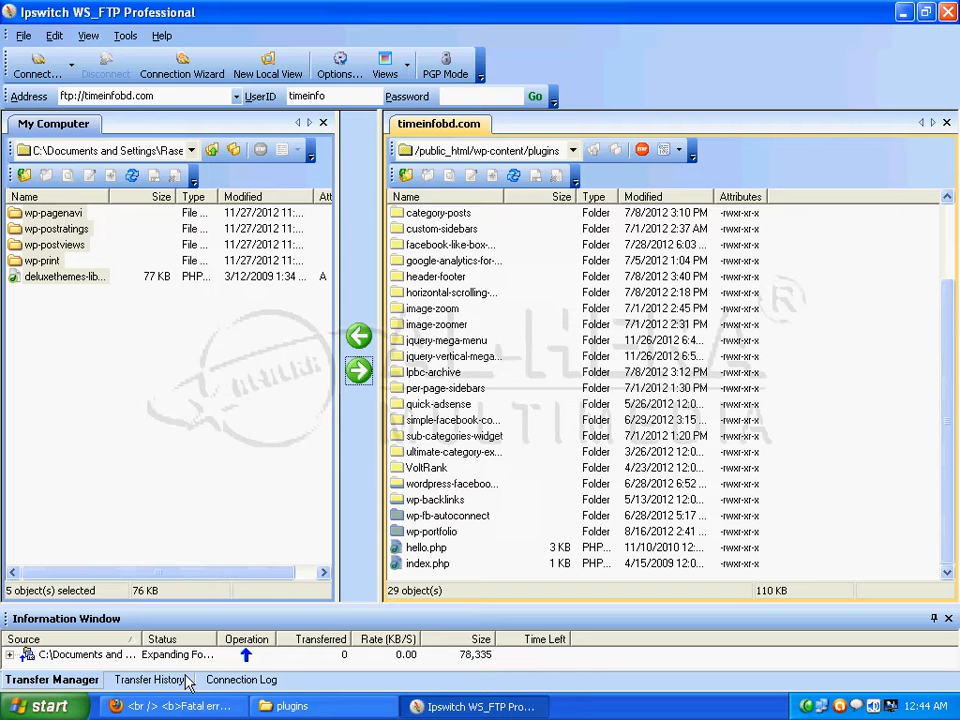 Ipswitch WS_FTP Professional
File Edit View Tools Help
Connect... Disconnect Connection Wizard New Local View Options... Views PGP Mode
Address ftp://timeinfobd.com UserID timeinfo Password Go
My Computer
timeinfobd.com
C:\Documents and Settings\Rase
/public_html/wp-content/plugins
Name Size Type Modified Att
wp-pagenavi File ... 11/27/2012 11:...
wp-postratings File ... 11/27/2012 11:...
wp-postviews File ... 11/27/2012 11:...
wp-print File ... 11/27/2012 11:...
deluxethemes-lib... 77 KB PHP... 3/12/2009 1:34 ... A
Name Size Type Modified Attributes
category-posts Folder 7/8/2012 3:10 PM -rwxr-xr-x
custom-sidebars Folder 7/1/2012 2:37 AM -rwxr-xr-x
facebook-like-box-... Folder 7/28/2012 6:03 ... -rwxr-xr-x
google-analytics-for-... Folder 7/5/2012 1:04 PM -rwxr-xr-x
header-footer Folder 7/8/2012 3:40 PM -rwxr-xr-x
horizontal-scrolling-... Folder 7/8/2012 2:18 PM -rwxr-xr-x
image-zoom Folder 7/1/2012 2:45 PM -rwxr-xr-x
image-zoomer Folder 7/1/2012 2:31 PM -rwxr-xr-x
jquery-mega-menu Folder 11/26/2012 6:4... -rwxr-xr-x
jquery-vertical-mega... Folder 11/26/2012 6:5... -rwxr-xr-x
lpbc-archive Folder 7/8/2012 3:12 PM -rwxr-xr-x
per-page-sidebars Folder 7/1/2012 1:30 PM -rwxr-xr-x
quick-adsense Folder 5/26/2012 12:0... -rwxr-xr-x
simple-facebook-co... Folder 6/29/2012 3:15 ... -rwxr-xr-x
sub-categories-widget Folder 7/1/2012 1:20 PM -rwxr-xr-x
ultimate-category-ex... Folder 3/26/2012 12:0... -rwxr-xr-x
VoltRank Folder 4/23/2012 12:0... -rwxr-xr-x
wordpress-faceboo... Folder 6/28/2012 6:52 ... -rwxr-xr-x
wp-backlinks Folder 5/13/2012 12:0... -rwxr-xr-x
wp-fb-autoconnect Folder 6/28/2012 5:17 ... -rwxr-xr-x
wp-portfolio Folder 8/16/2012 2:41 ... -rwxr-xr-x
hello.php 3 KB PHP... 11/10/2010 12:... -rwxr-xr-x
index.php 1 KB PHP... 4/15/2009 12:0... -rwxr-xr-x
MULTIMEDIA
5 object(s) selected 76 KB
29 object(s) 110 KB
Information Window
Source Status Operation Transferred Rate (KB/S) Size Time Left
C:\Documents and ... Expanding Fo... 0 0.00 78,335
Transfer Manager Transfer History Connection Log
start <br /> <b>Fatal err... plugins Ipswitch WS_FTP Pro... 12:44 AM